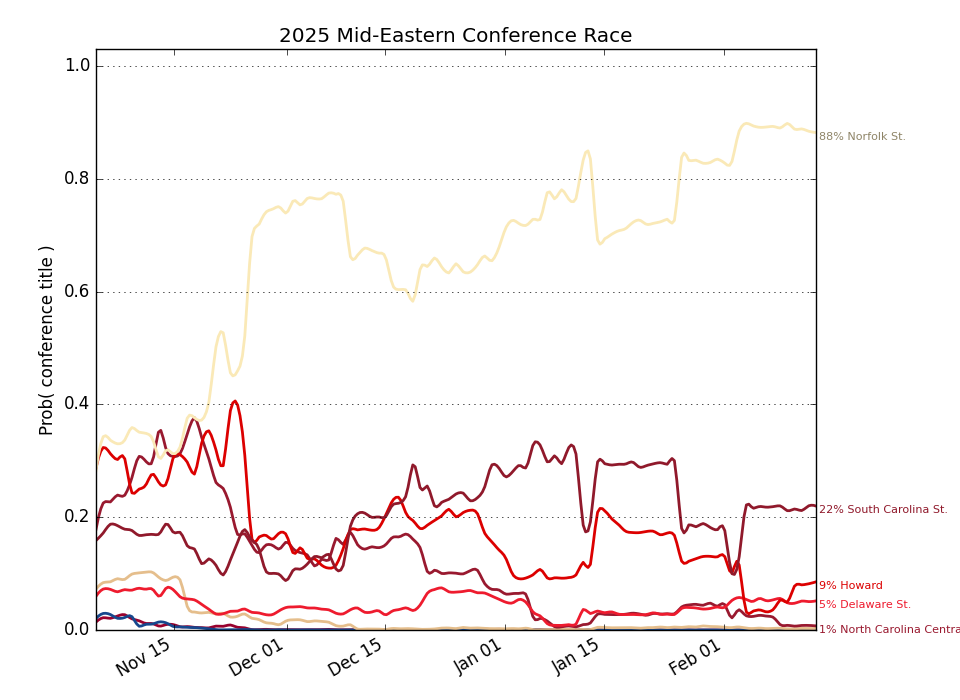 2025 Mid-Eastern Conference Race
1.0
0.8
0.6
0.4
0.2
0.0
Prob( conference title )
88% Norfolk St.
22% South Carolina St.
9% Howard
5% Delaware St.
1% North Carolina Centra
Nov 15
Dec 01
Dec 15
Jan 01
Jan 15
Feb 01